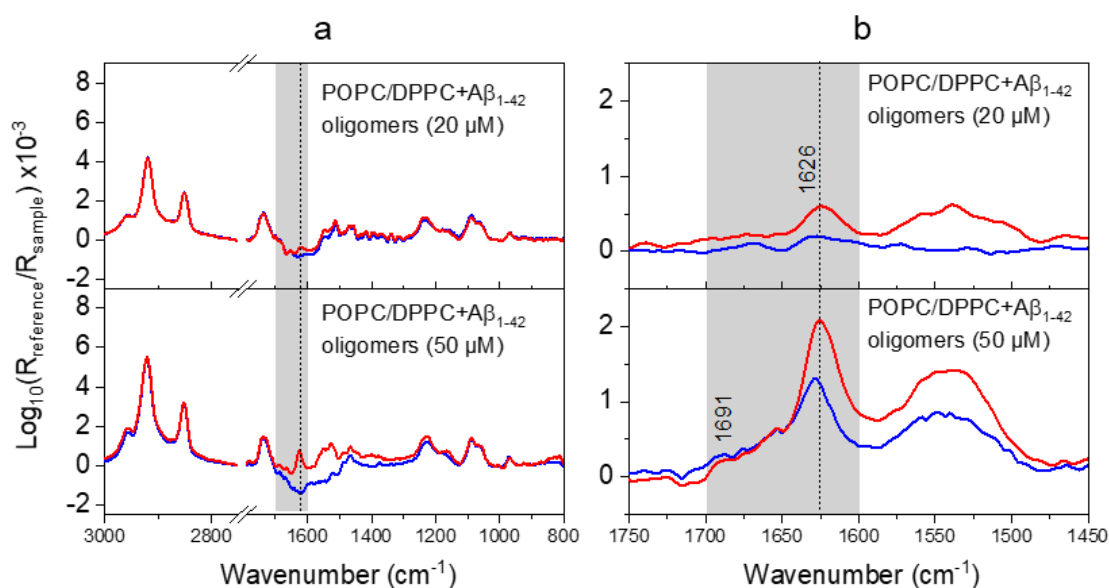 a
b
Log₁₀(R_reference/R_sample) x10⁻³
8
6
4
2
0
-2
POPC/DPPC+Aβ₁₋₄₂
oligomers (20 µM)
8
6
4
2
0
-2
POPC/DPPC+Aβ₁₋₄₂
oligomers (50 µM)
3000 2800 1600 1400 1200 1000 800
Wavenumber (cm⁻¹)
2
1
0
1626
POPC/DPPC+Aβ₁₋₄₂
oligomers (20 µM)
2
1
0
1691
POPC/DPPC+Aβ₁₋₄₂
oligomers (50 µM)
1750 1700 1650 1600 1550 1500 1450
Wavenumber (cm⁻¹)